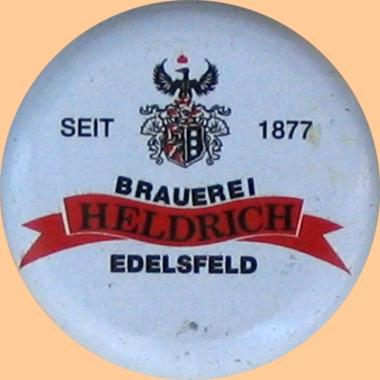 SEIT 1877
BRAUEREI
HELDRICH
EDELSFELD